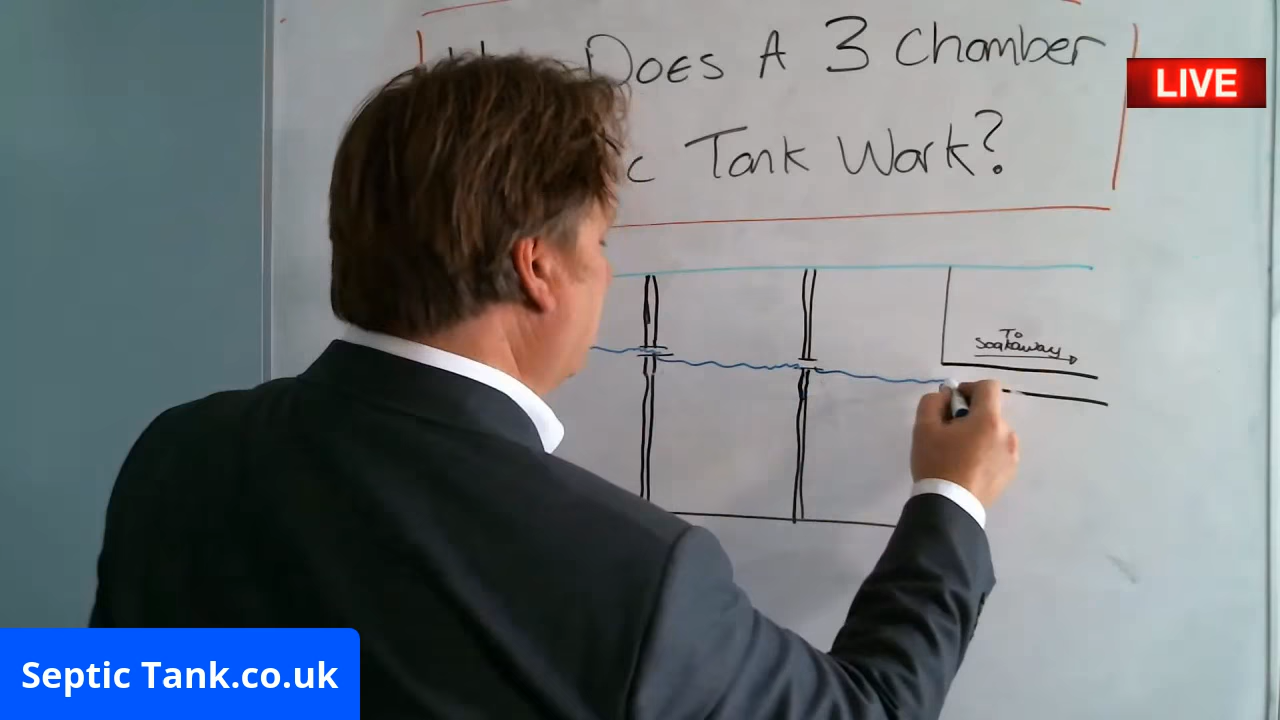 Does A 3 Chamber
Tank Work?
LIVE
To
Soakaway
Septic Tank.co.uk